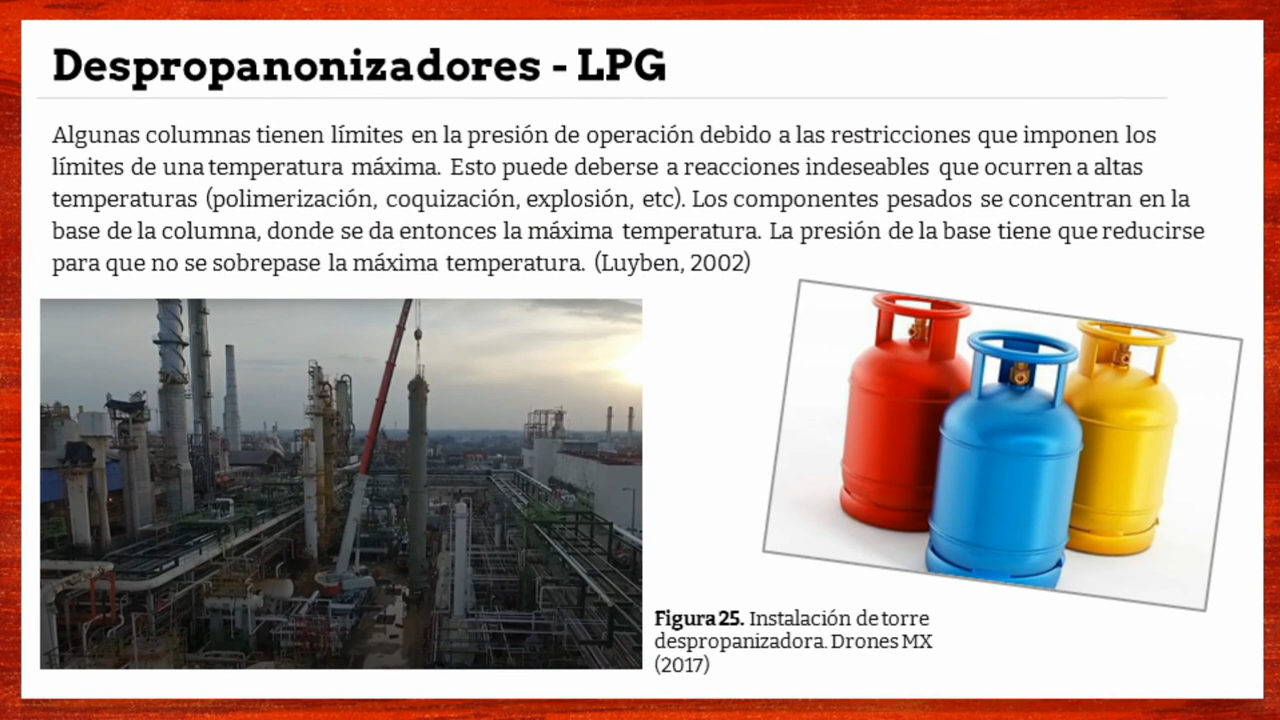 Despropanonizadores - LPG
Algunas columnas tienen límites en la presión de operación debido a las restricciones que imponen los
límites de una temperatura máxima. Esto puede deberse a reacciones indeseables que ocurren a altas
temperaturas (polimerización, coquización, explosión, etc). Los componentes pesados se concentran en la
base de la columna, donde se da entonces la máxima temperatura. La presión de la base tiene que reducirse
para que no se sobrepase la máxima temperatura. (Luyben, 2002)
Figura 25. Instalación de torre
despropanizadora. Drones MX
(2017)